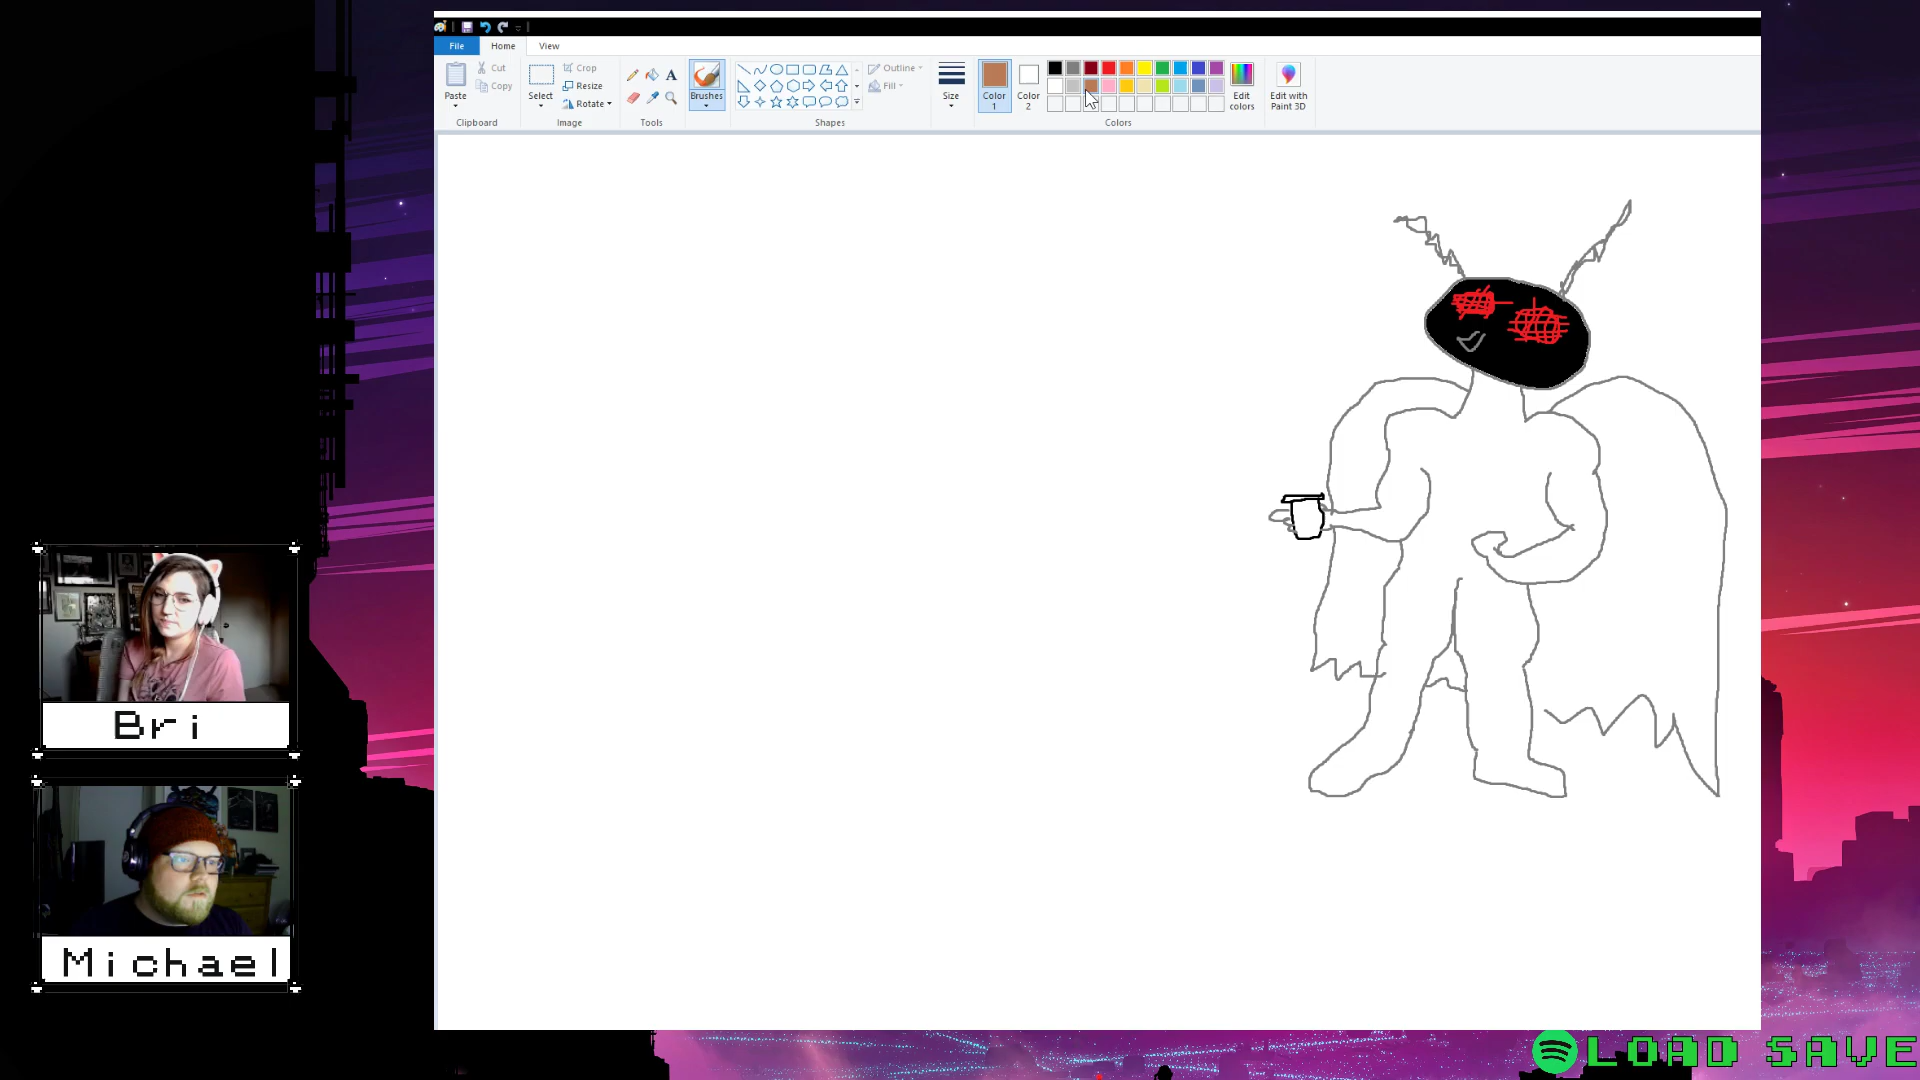 File Home View
Cut
Copy
Paste
Clipboard
Crop
Resize
Rotate
Select
Image
A
Tools
Brushes
Outline
Fill
Shapes
Size
Color
1
Color
2
Edit
colors
Colors
Edit with
Paint 3D
Bri
Michael
LOAD SAVE